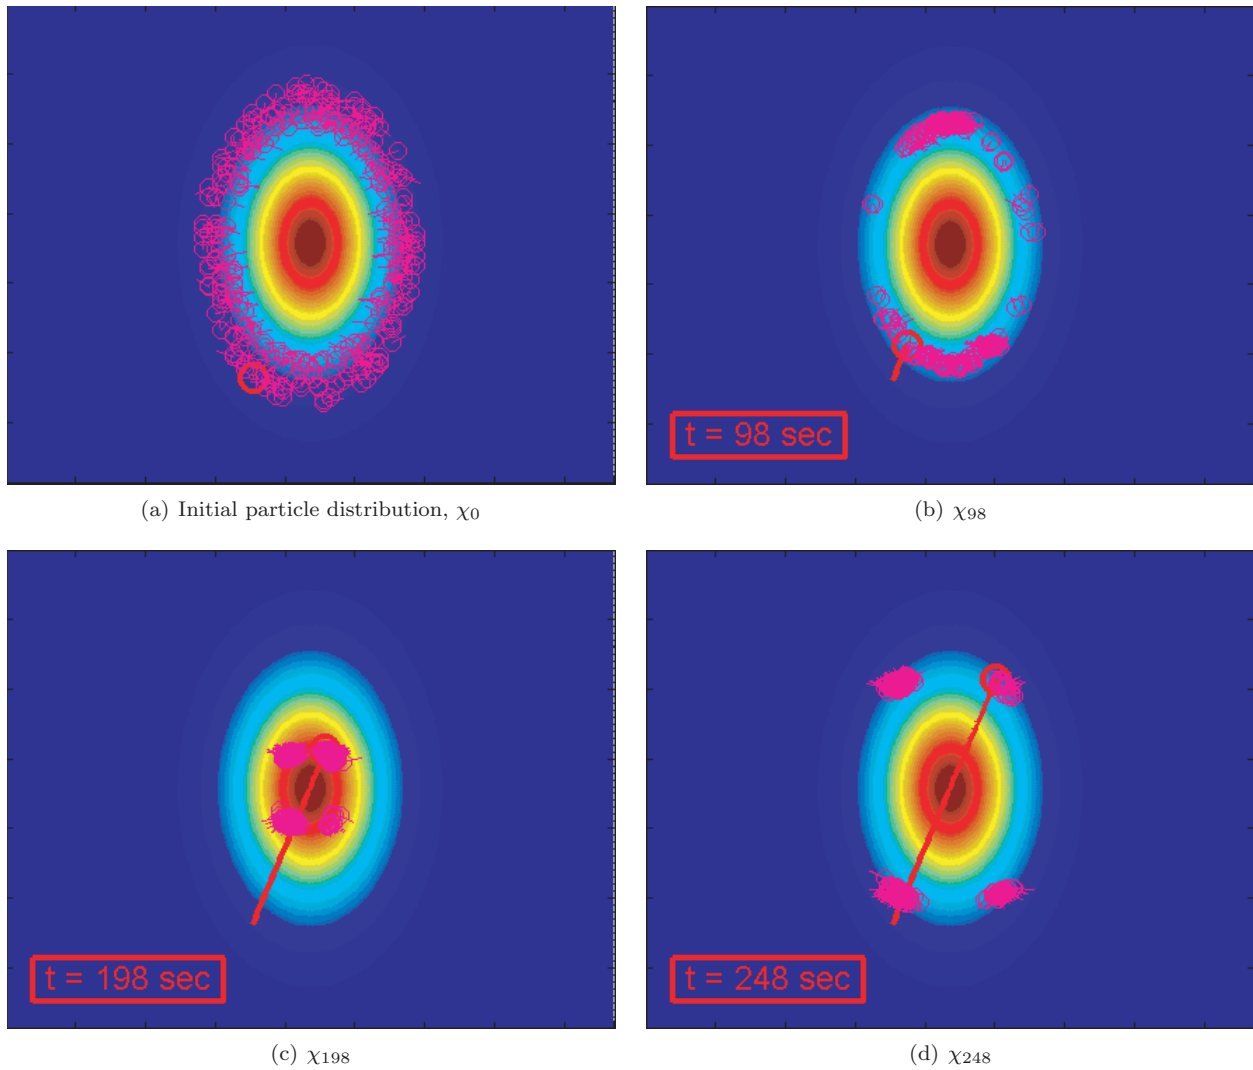 (a) Initial particle distribution, χ₀
t = 98 sec
(b) χ₉₈
t = 198 sec
(c) χ₁₉₈
t = 248 sec
(d) χ₂₄₈